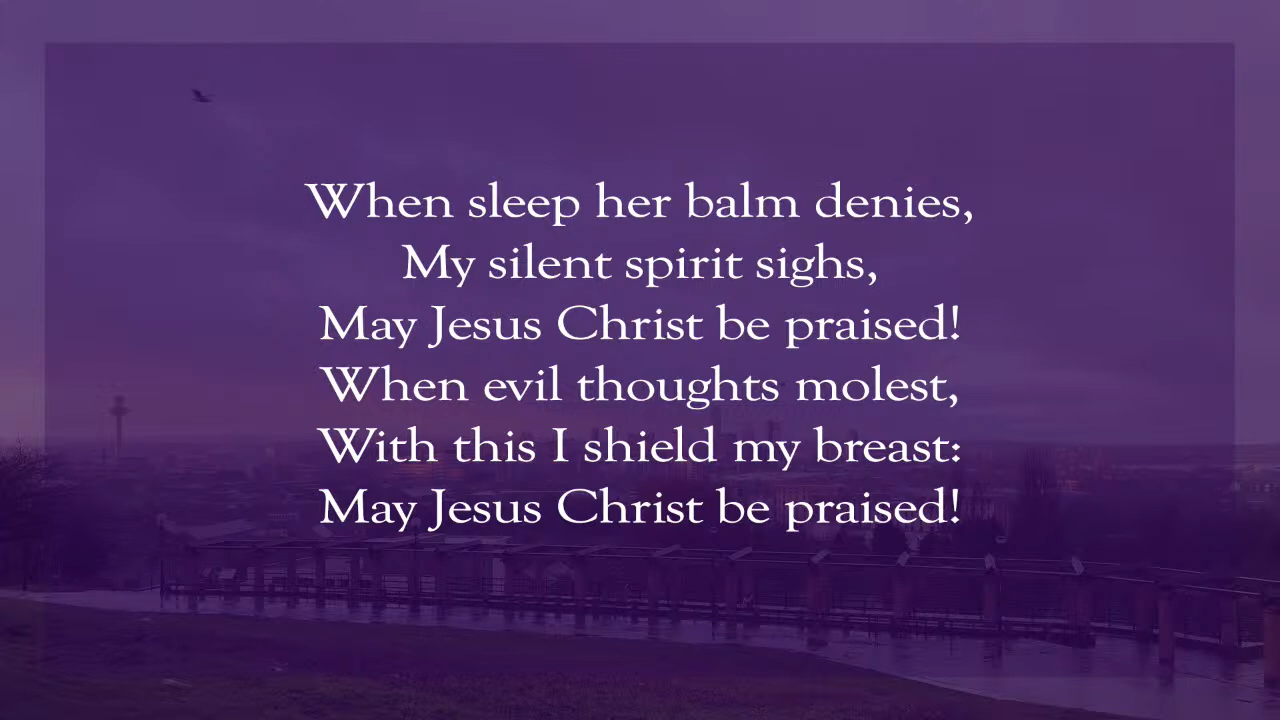 When sleep her balm denies,
My silent spirit sighs,
May Jesus Christ be praised!
When evil thoughts molest,
With this I shield my breast:
May Jesus Christ be praised!